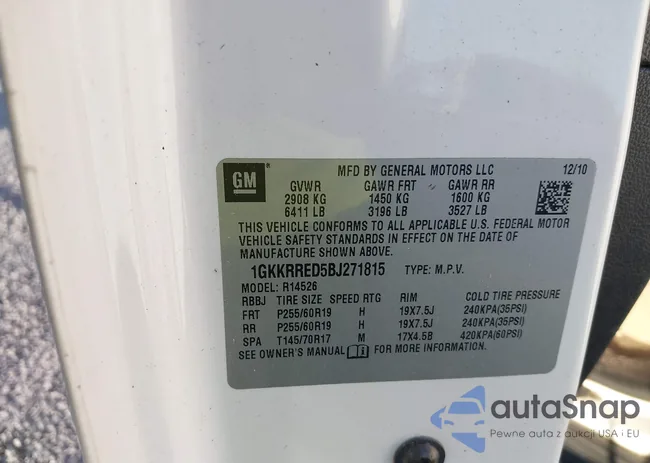 GM MFD BY GENERAL MOTORS LLC 12/10
GVWR GAWR FRT GAWR RR
2908 KG 1450 KG 1600 KG
6411 LB 3196 LB 3527 LB
THIS VEHICLE CONFORMS TO ALL APPLICABLE U.S. FEDERAL MOTOR
VEHICLE SAFETY STANDARDS IN EFFECT ON THE DATE OF
MANUFACTURE SHOWN ABOVE.
1GKKRRED5BJ271815 TYPE: M.P.V.
MODEL: R14526
RBBJ TIRE SIZE SPEED RTG RIM COLD TIRE PRESSURE
FRT P255/60R19 H 19X7.5J 240KPA(35PSI)
RR P255/60R19 H 19X7.5J 240KPA(35PSI)
SPA T145/70R17 M 17X4.5B 420KPA(60PSI)
SEE OWNER'S MANUAL FOR MORE INFORMATION.
autaSnap
Pewne auta z aukcji USA i EU